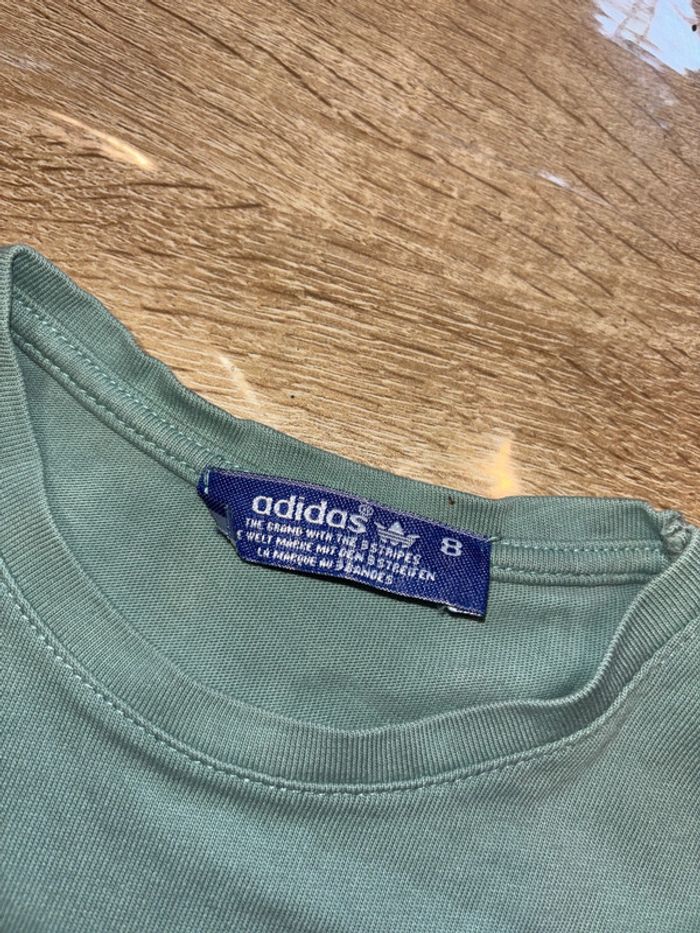 adidas® 8
THE BRAND WITH THE 3 STRIPES
E WELT MARKE MIT DEN 3 STREIFEN
LA MARQUE AU 3 BANDES